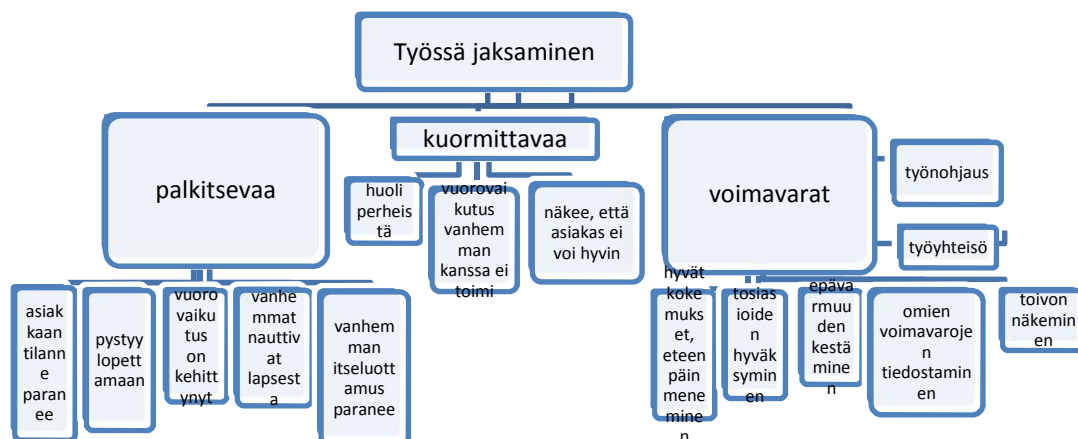 Työssä jaksaminen
palkitsevaa
kuormittavaa
voimavarat
työnohjaus
työyhteisö
huoli
perheis
tä
vuorovai
kutus
vanhem
man
kanssa ei
toimi
näkee, että
asiakas ei
voi hyvin
asiak
kaan
tilann
e
paran
ee
pystyy
lopett
amaan
vuoro
vaiku
tus
on
kehit
tynyt
vanhe
mmat
nauttiv
at
lapsest
a
vanhem
man
itseluott
amus
paranee
hyvät
koke
mukse
t,
eteen
päin
mene
mine
n
tosias
ioide
n
hyväk
symin
en
epäva
rmuu
den
kestä
mine
n
omien
voimavaroje
n
tiedostamin
en
toivon
näkemin
en